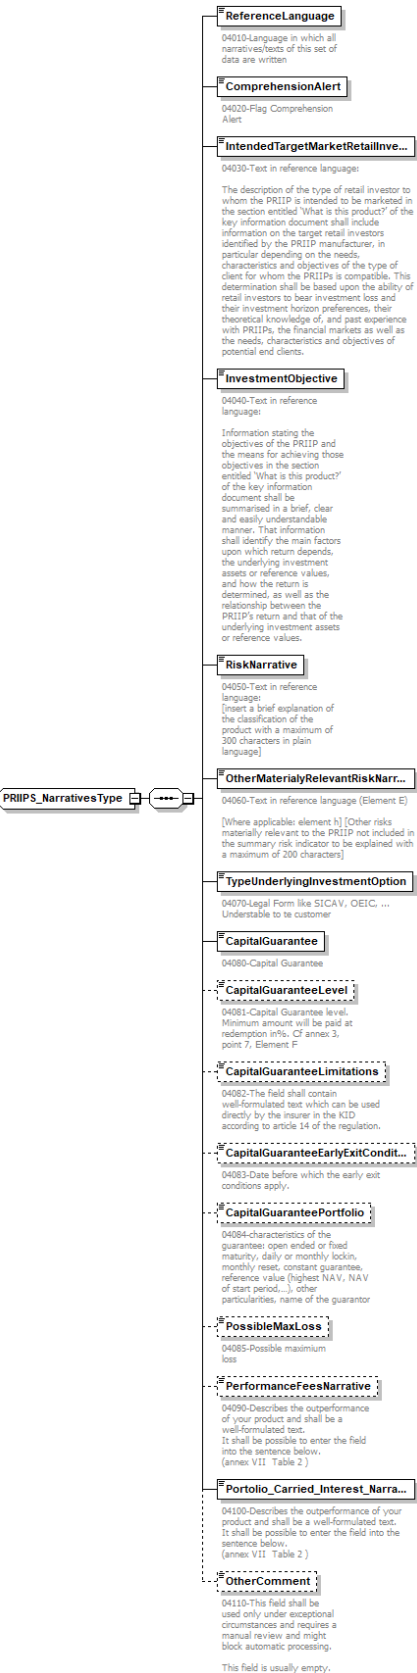 ReferenceLanguage
04010-Language in which all
narratives/texts of this set of
data are written
ComprehensionAlert
04020-Flag Comprehension
Alert
IntendedTargetMarketRetailInve...
04030-Text in reference language:
The description of the type of retail investor to
whom the PRIIP is intended to be marketed in
the section entitled 'What is this product?' of the
key information document shall include
information on the target retail investors
identified by the PRIIP manufacturer, in
particular depending on the needs,
characteristics and objectives of the type of
client for whom the PRIIPs is compatible. This
determination shall be based upon the ability of
retail investors to bear investment loss and
their investment horizon preferences, their
theoretical knowledge of, and past experience
with PRIIPs, the financial markets as well as
the needs, characteristics and objectives of
potential end clients.
InvestmentObjective
04040-Text in reference
language:
Information stating the
objectives of the PRIIP and
the means for achieving those
objectives in the section
entitled 'What is this product?'
of the key information
document shall be
summarised in a brief, clear
and easily understandable
manner. That information
shall identify the main factors
upon which return depends,
the underlying investment
assets or reference values,
and how the return is
determined, as well as the
relationship between the
PRIIP's return and that of the
underlying investment assets
or reference values.
RiskNarrative
04050-Text in reference
language:
[insert a brief explanation of
the classification of the
product with a maximum of
300 characters in plain
language]
PRIIPS_NarrativesType
OtherMaterialyRelevantRiskNarr...
04060-Text in reference language (Element E)
[Where applicable: element h] [Other risks
materially relevant to the PRIIP not included in
the summary risk indicator to be explained with
a maximum of 200 characters]
TypeUnderlyingInvestmentOption
04070-Legal Form like SICAV, OEIC, ...
Understable to te customer
CapitalGuarantee
04080-Capital Guarantee
CapitalGuaranteeLevel
04081-Capital Guarantee level.
Minimum amount will be paid at
redemption in%. Cf annex 3,
point 7, Element F
CapitalGuaranteeLimitations
04082-The field shall contain
well-formulated text which can be used
directly by the insurer in the KID
according to article 14 of the regulation.
CapitalGuaranteeEarlyExitCondit...
04083-Date before which the early exit
conditions apply.
CapitalGuaranteePortfolio
04084-characteristics of the
guarantee: open ended or fixed
maturity, daily or monthly lockin,
monthly reset, constant guarantee,
reference value (highest NAV, NAV
of start period,...), other
particularities, name of the guarantor
PossibleMaxLoss
04085-Possible maximium
loss
PerformanceFeesNarrative
04090-Describes the outperformance
of your product and shall be a
well-formulated text.
It shall be possible to enter the field
into the sentence below.
(annex VII Table 2 )
Portolio_Carried_Interest_Narra...
04100-Describes the outperformance of your
product and shall be a well-formulated text.
It shall be possible to enter the field into the
sentence below.
(annex VII Table 2 )
OtherComment
04110-This field shall be
used only under exceptional
circumstances and requires a
manual review and might
block automatic processing.
This field is usually empty.